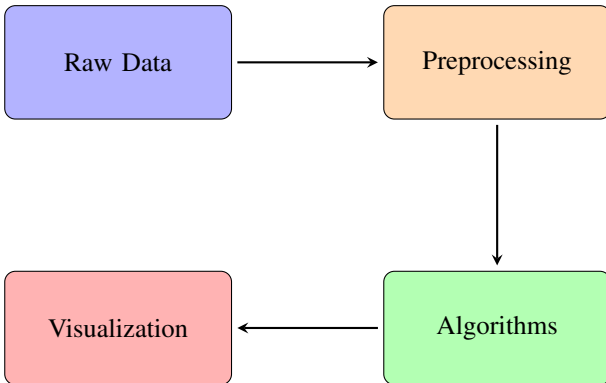 Raw Data
Preprocessing
Visualization
Algorithms